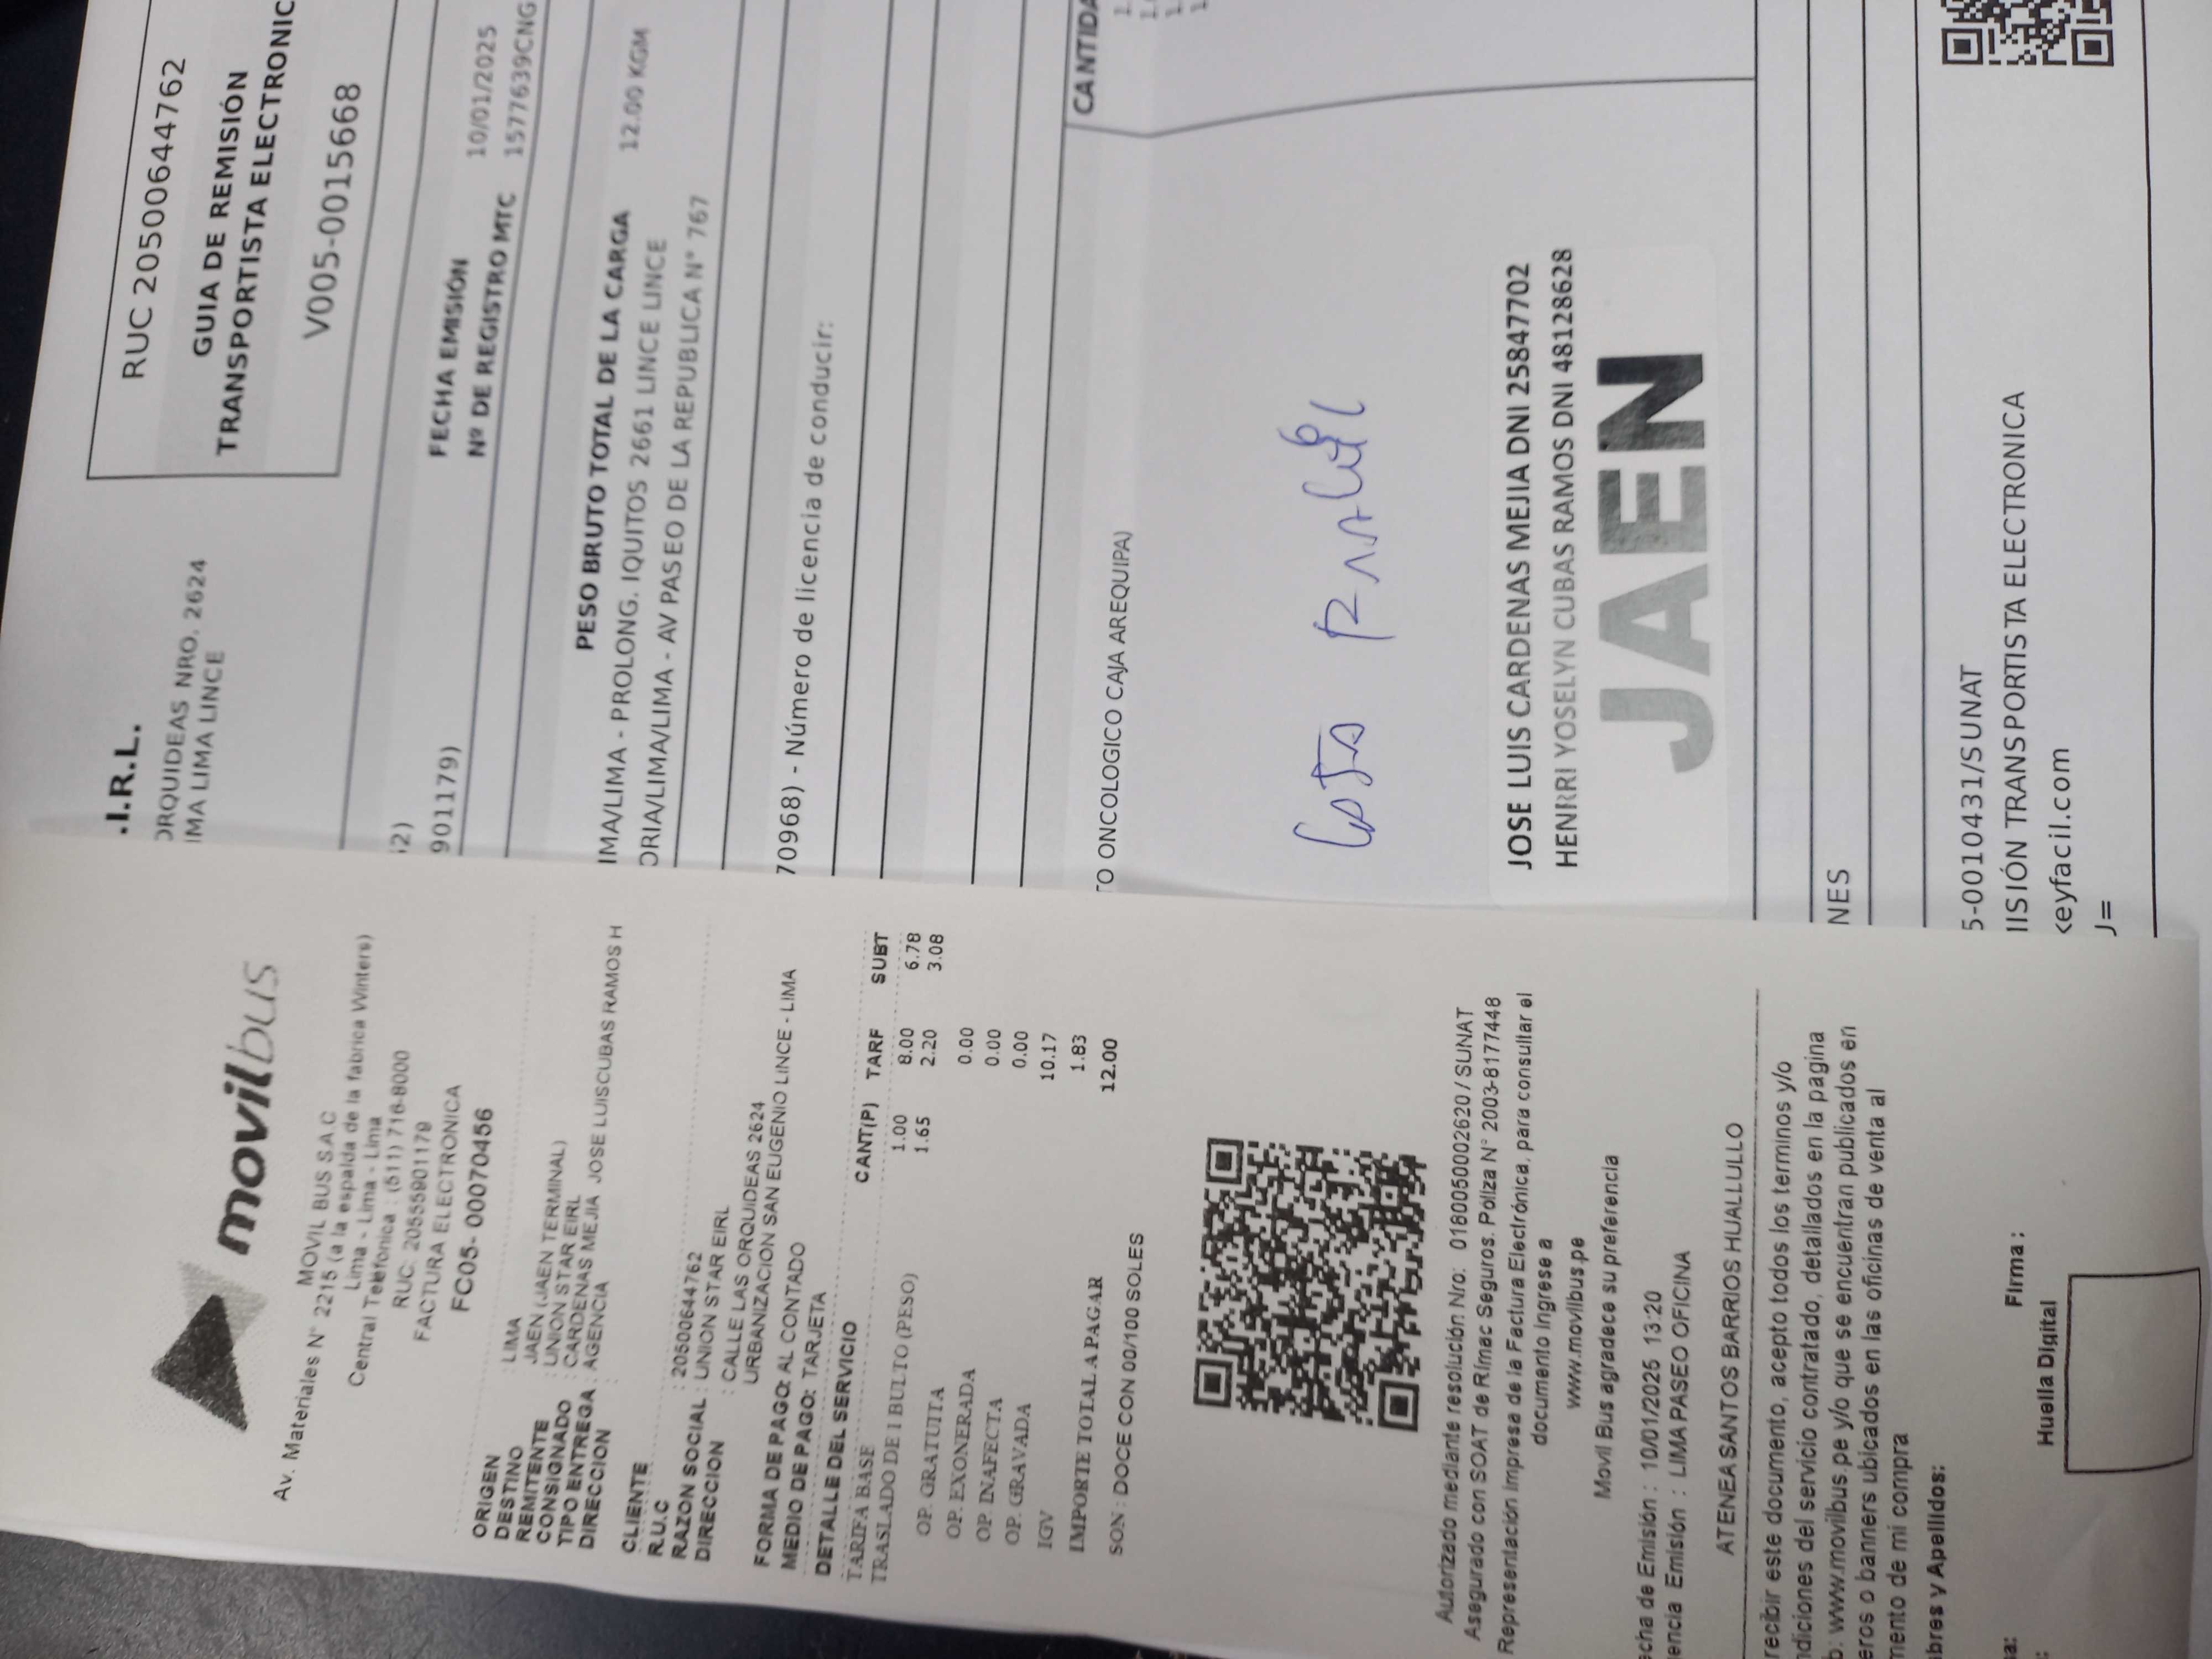 movilbus
MOVIL BUS S.A.C
Av. Materiales N° 2215 (a la espalda de la fabrica Winters)
Lima - Lima - Lima
Central Telefonica : (511) 716-8000
RUC: 20555901179
FACTURA ELECTRONICA
FC05- 00070456
ORIGEN : LIMA
DESTINO JAEN (JAEN TERMINAL)
REMITENTE : UNION STAR EIRL
CONSIGNADO : CARDENAS MEJIA JOSE LUISCUBAS RAMOS H
TIPO ENTREGA : AGENCIA
DIRECCION :
CLIENTE
R.U.C : 20500644762
RAZON SOCIAL : UNION STAR EIRL
DIRECCION : CALLE LAS ORQUIDEAS 2624
URBANIZACION SAN EUGENIO LINCE - LIMA
FORMA DE PAGO: AL CONTADO
MEDIO DE PAGO: TARJETA
DETALLE DEL SERVICIO CANT(P) TARF SUBT
TARIFA BASE 1.00 8.00 6.78
TRASLADO DE 1 BULTO (PESO) 1.65 2.20 3.08
OP. GRATUITA 0.00
OP. EXONERADA 0.00
OP. INAFECTA 0.00
OP. GRAVADA 10.17
IGV 1.83
IMPORTE TOTAL A PAGAR 12.00
SON : DOCE CON 00/100 SOLES
Autorizado mediante resolución Nro: 0180050002620 / SUNAT
Asegurado con SOAT de Rímac Seguros. Poliza N° 2003-8177448
Representación impresa de la Factura Electrónica, para consultar el
documento ingrese a
www.movilbus.pe
Movil Bus agradece su preferencia
cha de Emisión : 10/01/2025 13:20
encia Emisión : LIMA PASEO OFICINA
ATENEA SANTOS BARRIOS HUALLULLO
recibir este documento, acepto todos los terminos y/o
ndiciones del servicio contratado, detallados en la pagina
b: www.movilbus.pe y/o que se encuentran publicados en
eros o banners ubicados en las oficinas de venta al
mento de mi compra
bres y Apellidos:
na: Firma :
: Huella Digital
.I.R.L.
ORQUIDEAS NRO. 2624
IMA LIMA LINCE
RUC 20500644762
GUIA DE REMISIÓN
TRANSPORTISTA ELECTRONIC
V005-0015668
2)
901179)
FECHA EMISIÓN 10/01/2025
Nº DE REGISTRO MTC 1577639CNG
PESO BRUTO TOTAL DE LA CARGA 12.00 KGM
IMA/LIMA - PROLONG. IQUITOS 2661 LINCE LINCE
ORIA/LIMA/LIMA - AV PASEO DE LA REPUBLICA N° 767
70968) - Número de licencia de conducir:
CANTIDA
TO ONCOLOGICO CAJA AREQUIPA)
JOSE LUIS CARDENAS MEJIA DNI 25847702
HENRRI YOSELYN CUBAS RAMOS DNI 48128628
JAEN
NES
5-0010431/SUNAT
IISIÓN TRANSPORTISTA ELECTRONICA
keyfacil.com
J=